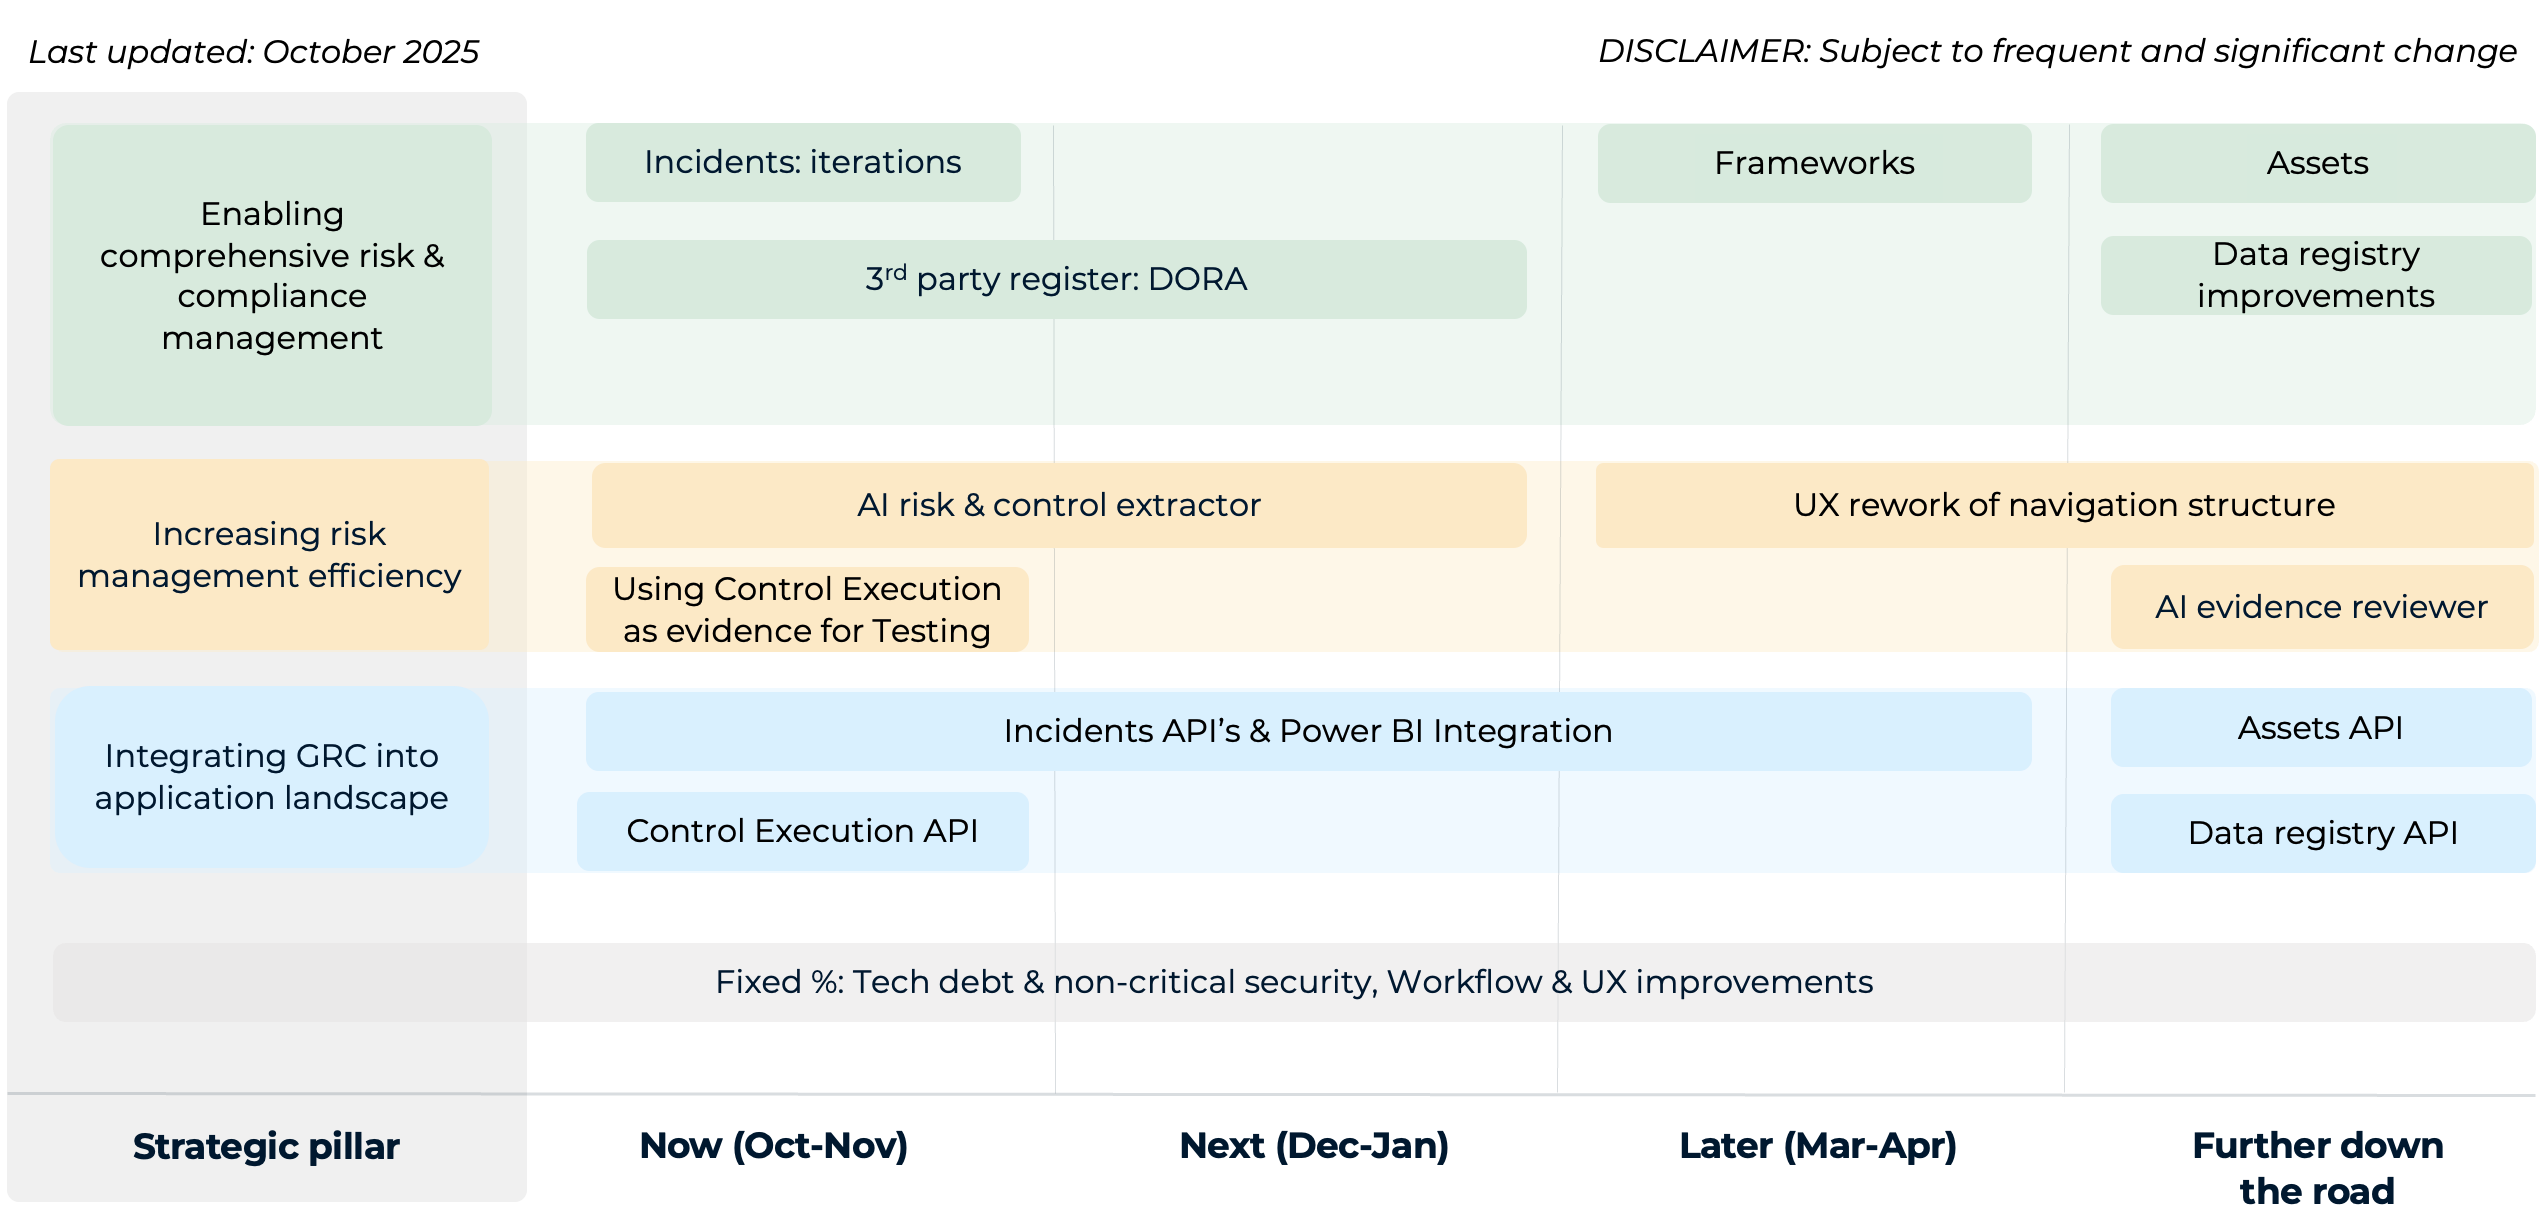 Last updated: October 2025
DISCLAIMER: Subject to frequent and significant change
Enabling
comprehensive risk &
compliance
management
Incidents: iterations
Frameworks
Assets
3rd party register: DORA
Data registry
improvements
Increasing risk
management efficiency
AI risk & control extractor
UX rework of navigation structure
Using Control Execution
as evidence for Testing
AI evidence reviewer
Integrating GRC into
application landscape
Incidents API’s & Power BI Integration
Assets API
Control Execution API
Data registry API
Fixed %: Tech debt & non-critical security, Workflow & UX improvements
Strategic pillar
Now (Oct-Nov)
Next (Dec-Jan)
Later (Mar-Apr)
Further down
the road